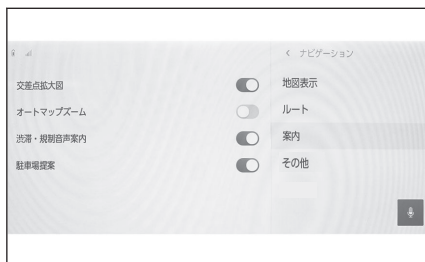 ナビゲーション
交差点拡大図
オートマップズーム
渋滞・規制音声案内
駐車場提案
地図表示
ルート
案内
その他